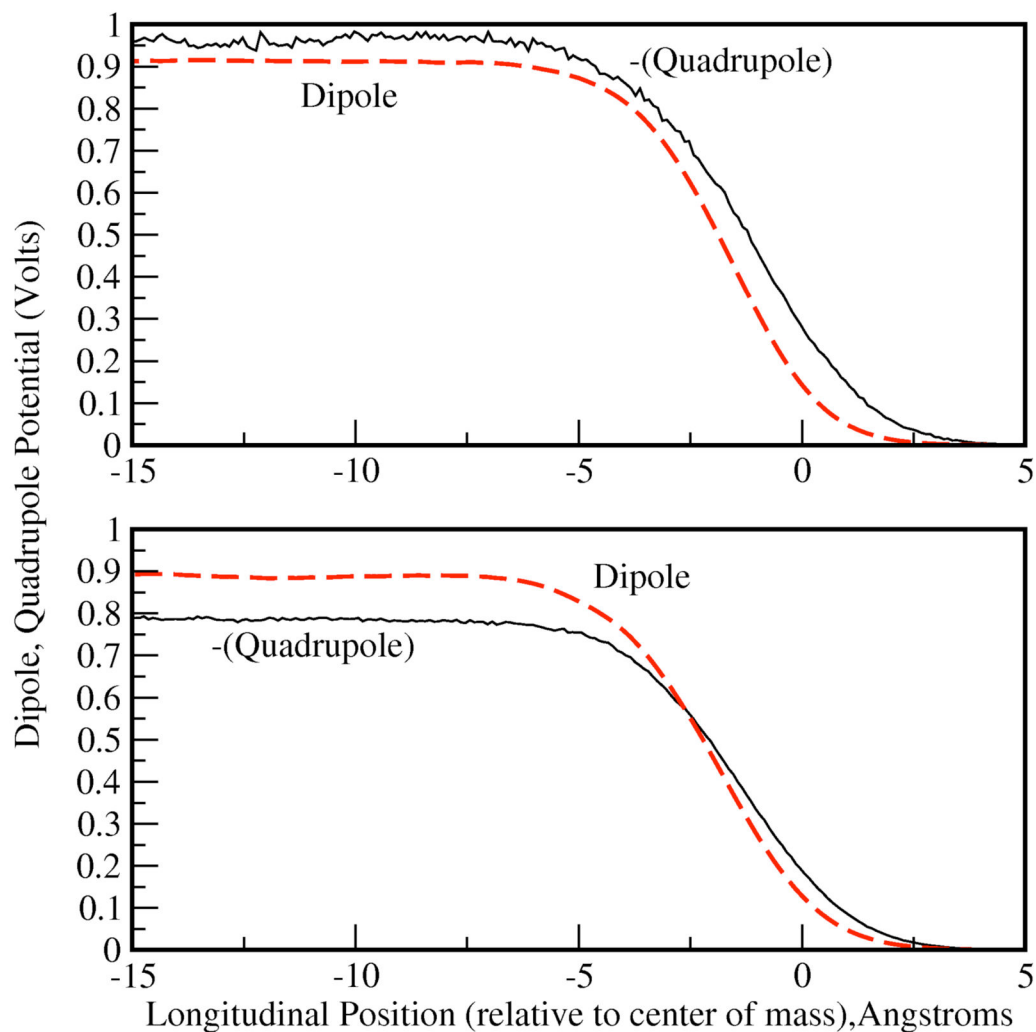 Dipole, Quadrupole Potential (Volts)
1
0.9
0.8
0.7
0.6
0.5
0.4
0.3
0.2
0.1
0
-(Quadrupole)
Dipole
-15 -10 -5 0 5
1
0.9
0.8
0.7
0.6
0.5
0.4
0.3
0.2
0.1
0
Dipole
-(Quadrupole)
-15 -10 -5 0 5
Longitudinal Position (relative to center of mass),Angstroms